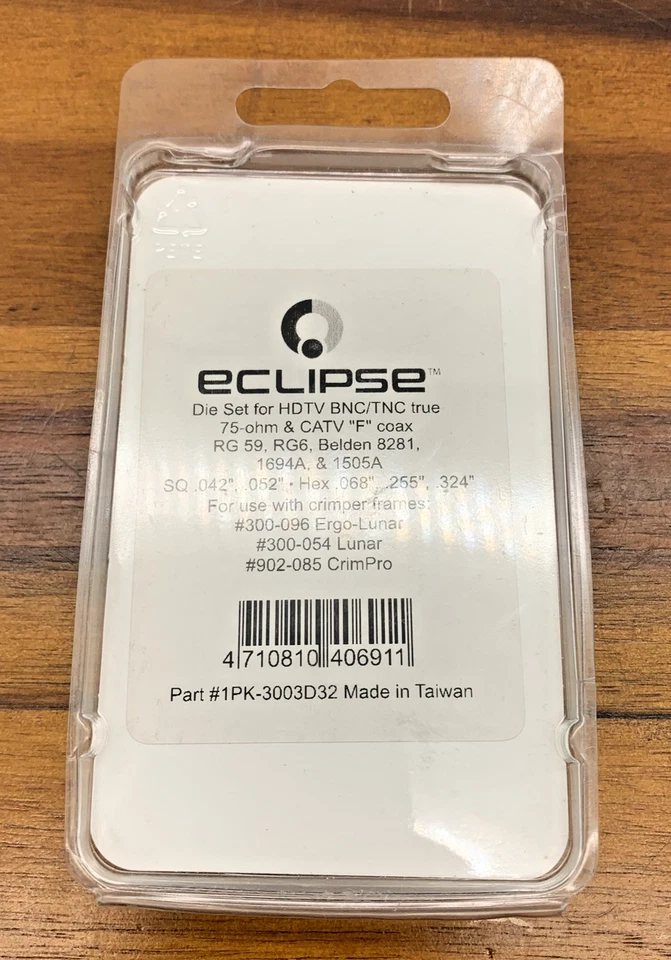 PETE
eCLIPSe™
Die Set for HDTV BNC/TNC true
75-ohm & CATV "F" coax
RG 59, RG6, Belden 8281,
1694A, & 1505A
SQ .042", .052" • Hex .068", .255", .324"
For use with crimper frames:
#300-096 Ergo-Lunar
#300-054 Lunar
#902-085 CrimPro
4 710810 406911
Part #1PK-3003D32 Made in Taiwan